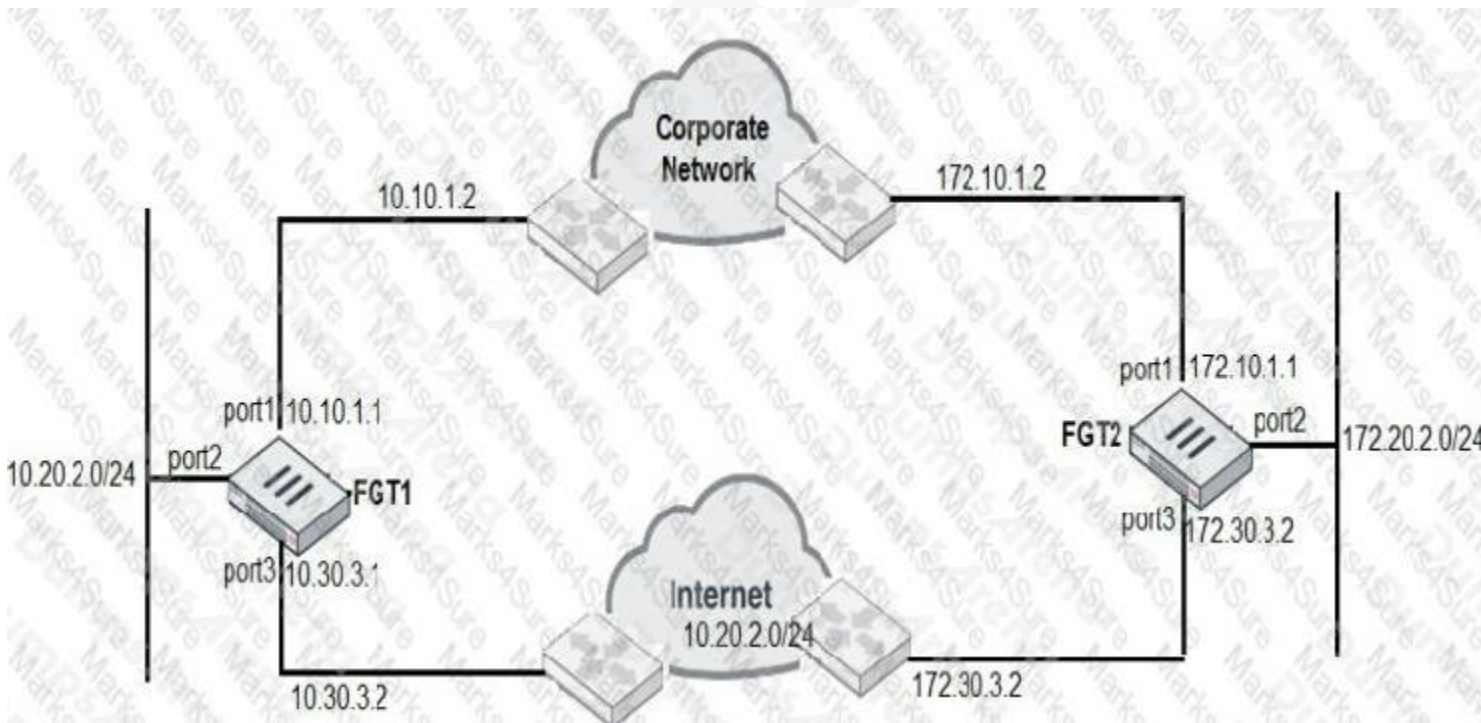 Corporate
Network
10.10.1.2
172.10.1.2
port1 10.10.1.1
port1 172.10.1.1
10.20.2.0/24
port2
FGT1
FGT2
port2
172.20.2.0/24
port3 10.30.3.1
port3 172.30.3.2
Internet
10.20.2.0/24
10.30.3.2
172.30.3.2
Marks4Sure